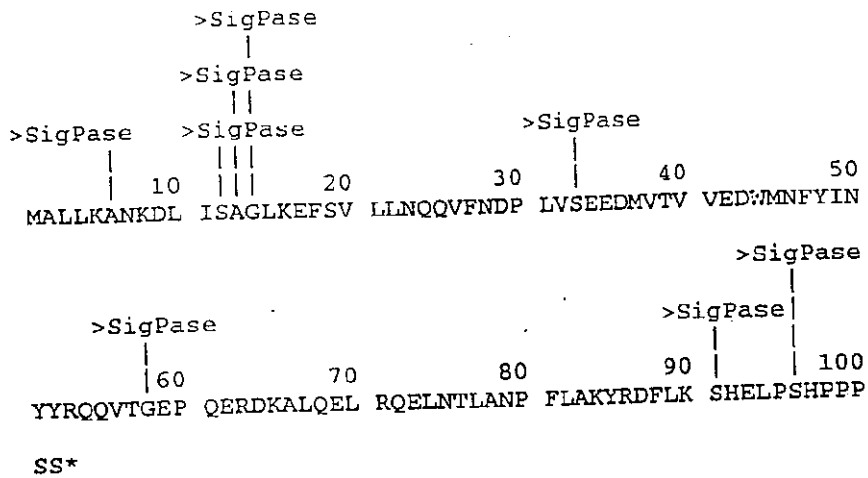 >SigPase
>SigPase
>SigPase >SigPase >SigPase
10 20 30 40 50
MALLKANKDL ISAGLKEFSV LLNQQVFNDP LVSEEDMVTV VEDWMNFYIN
>SigPase
>SigPase >SigPase
60 70 80 90 100
YYRQQVTGEP QERDKALQEL RQELNTLANP FLAKYRDFLK SHELPSHPPP
SS*